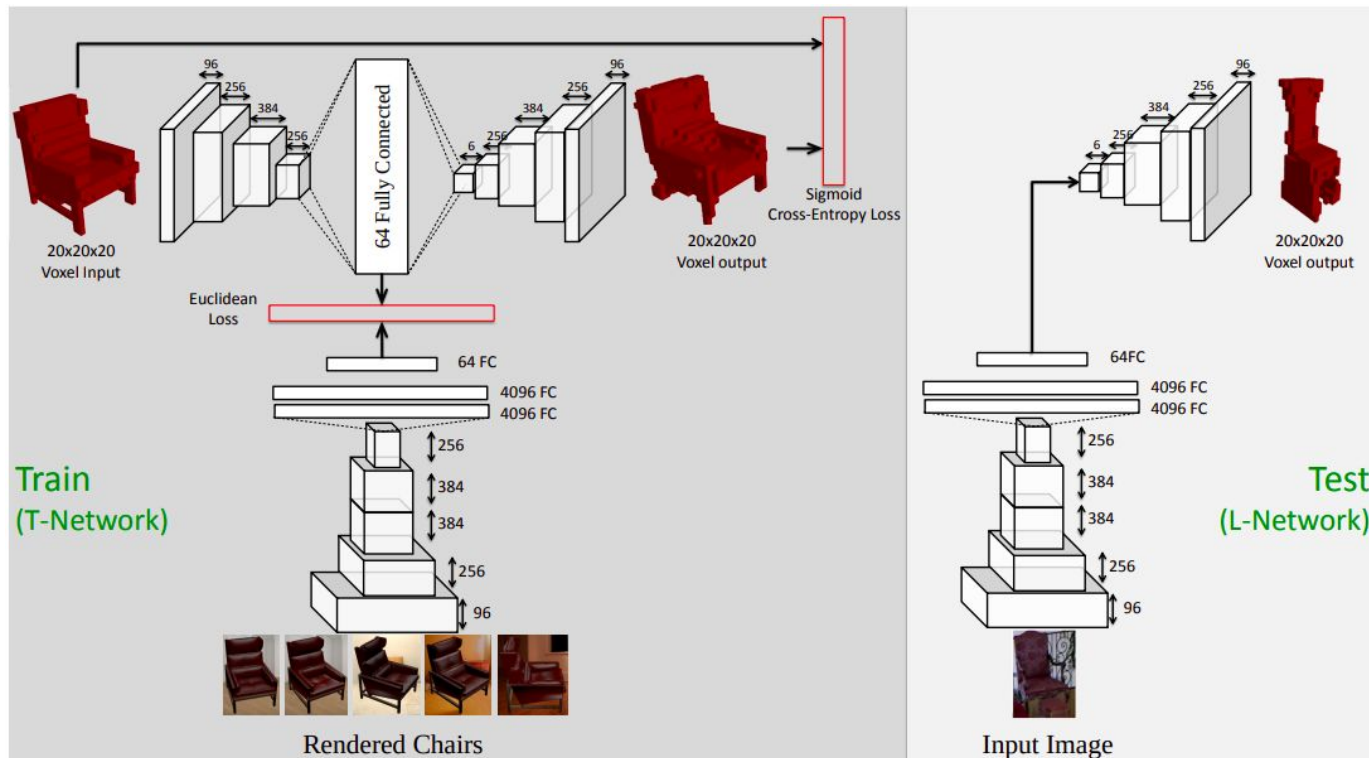 96
256
384
256
64 Fully Connected
6
256
384
256
96
20x20x20
Voxel Input
20x20x20
Voxel output
Sigmoid
Cross-Entropy Loss
Euclidean
Loss
64 FC
4096 FC
4096 FC
256
384
384
256
96
Train
(T-Network)
Rendered Chairs
6
256
384
256
96
20x20x20
Voxel output
64FC
4096 FC
4096 FC
256
384
384
256
96
Test
(L-Network)
Input Image